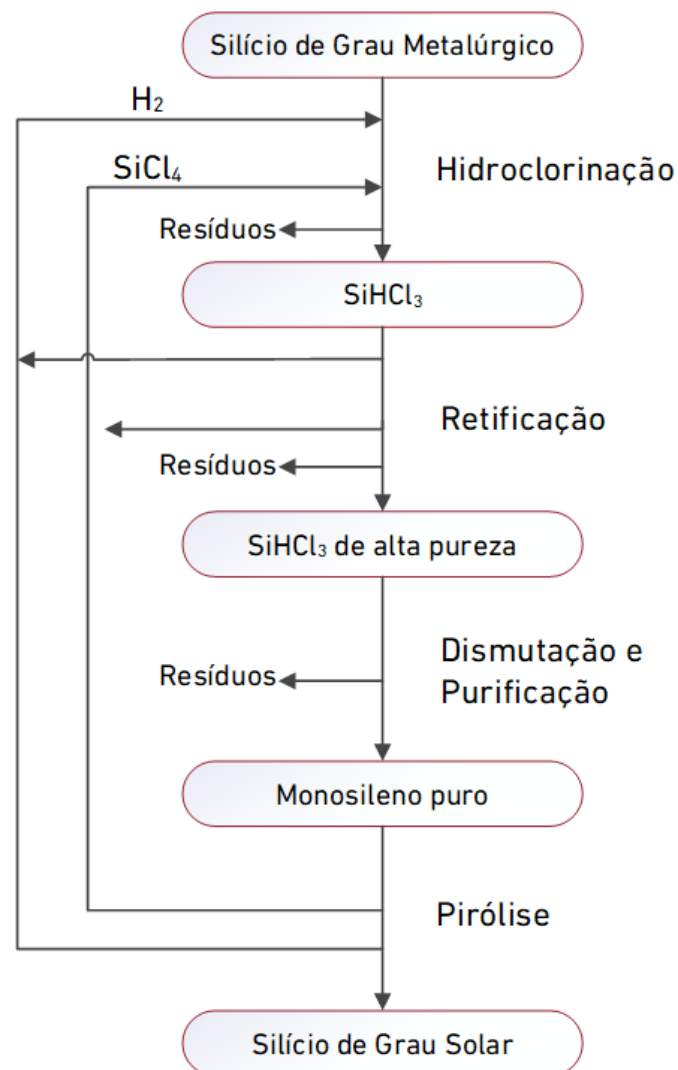 Silício de Grau Metalúrgico
H₂
Hidroclorinação
SiCl₄
Resíduos
SiHCl₃
Retificação
Resíduos
SiHCl₃ de alta pureza
Dismutação e
Purificação
Resíduos
Monosileno puro
Pirólise
Silício de Grau Solar